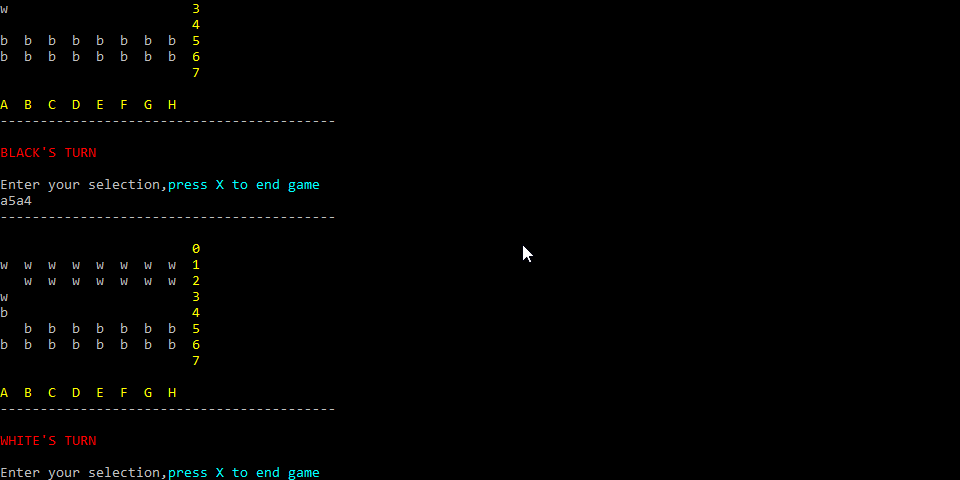 w 3
4
b b b b b b b b 5
b b b b b b b b 6
7
A B C D E F G H
------------------------------------------
BLACK'S TURN
Enter your selection,press X to end game
a5a4
------------------------------------------
0
w w w w w w w w 1
w w w w w w w 2
w 3
b 4
b b b b b b b 5
b b b b b b b b 6
7
A B C D E F G H
------------------------------------------
WHITE'S TURN
Enter your selection,press X to end game